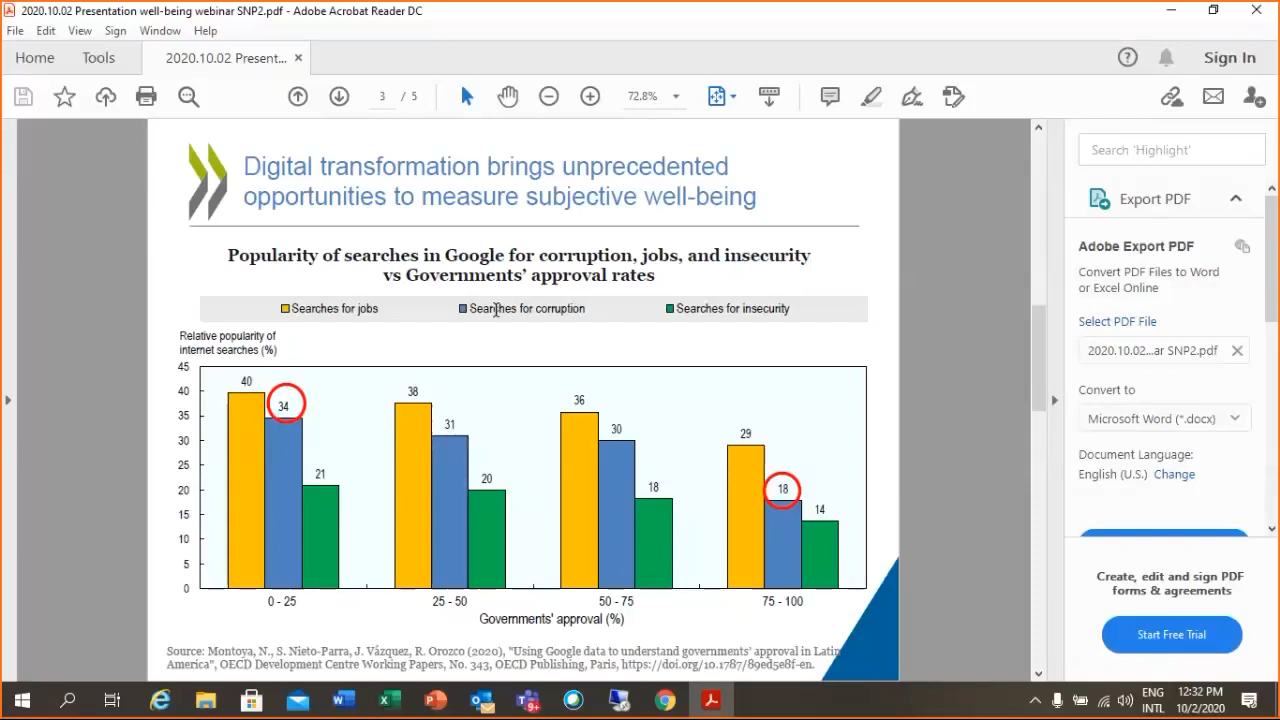 2020.10.02 Presentation well-being webinar SNP2.pdf - Adobe Acrobat Reader DC
File Edit View Sign Window Help
Home Tools 2020.10.02 Present... × Sign In
3 / 5 72.8%
Search 'Highlight'
Export PDF
Adobe Export PDF
Convert PDF Files to Word
or Excel Online
Select PDF File
2020.10.02...ar SNP2.pdf
Convert to
Microsoft Word (*.docx)
Document Language:
English (U.S.) Change
Create, edit and sign PDF
forms & agreements
Start Free Trial
Digital transformation brings unprecedented
opportunities to measure subjective well-being
Popularity of searches in Google for corruption, jobs, and insecurity
vs Governments' approval rates
Searches for jobs Searches for corruption Searches for insecurity
Relative popularity of
internet searches (%)
45
40
35
30
25
20
15
10
5
0
40 34 21
38 31 20
36 30 18
29 18 14
0 - 25 25 - 50 50 - 75 75 - 100
Governments' approval (%)
Source: Montoya, N., S. Nieto-Parra, J. Vázquez, R. Orozco (2020), "Using Google data to understand governments' approval in Latin
America", OECD Development Centre Working Papers, No. 343, OECD Publishing, Paris, https://doi.org/10.1787/89ed5e8f-en.
9+
ENG
INTL
12:32 PM
10/2/2020